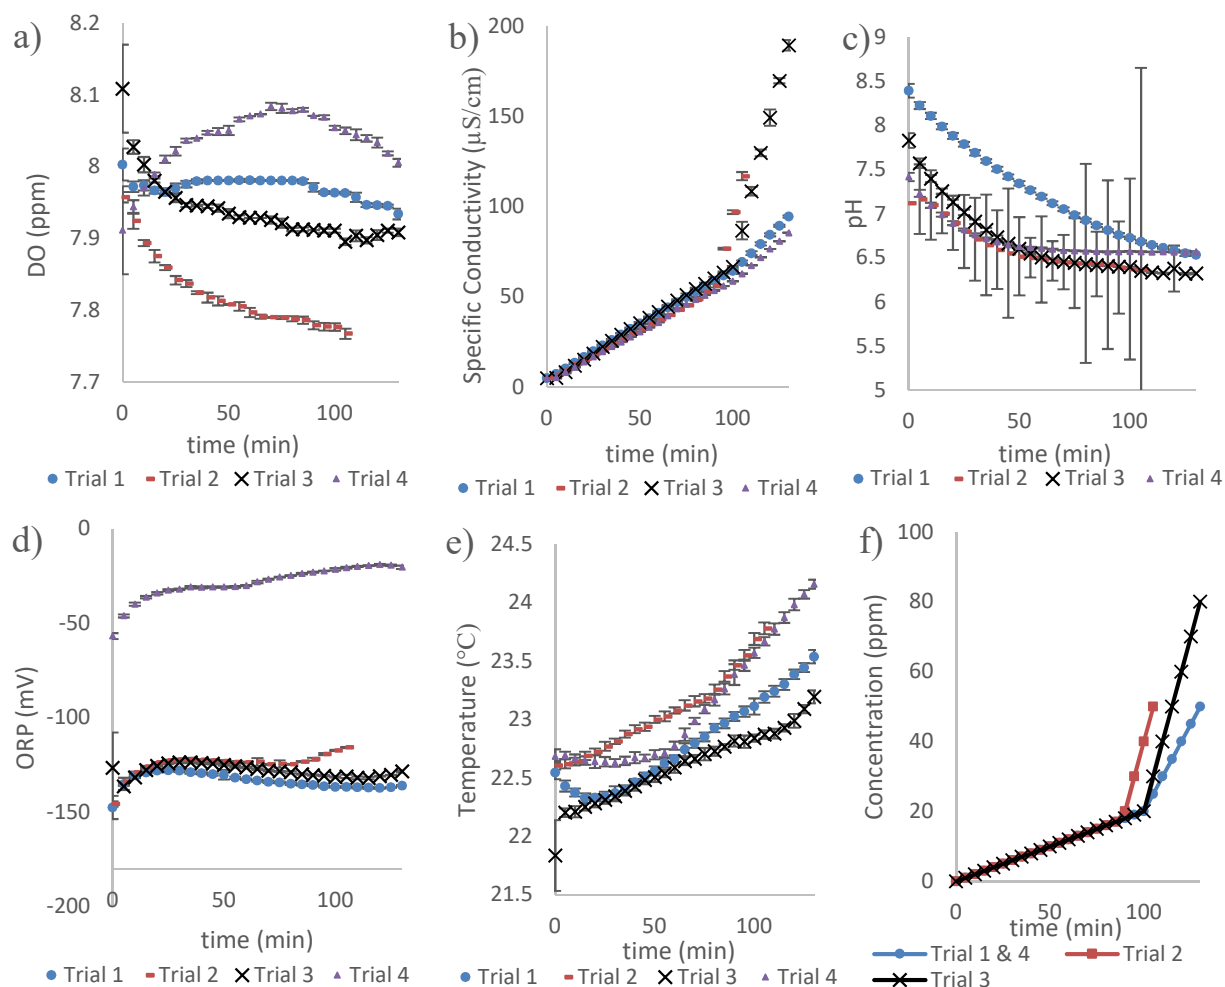 a)
8.2
8.1
8
7.9
7.8
7.7
DO (ppm)
0 50 100
time (min)
Trial 1 Trial 2 Trial 3 Trial 4
b)
200
150
100
50
0
Specific Conductivity (µS/cm)
0 50 100
time (min)
Trial 1 Trial 2 Trial 3 Trial 4
c)
9
8.5
8
7.5
7
6.5
6
5.5
5
pH
0 50 100
time (min)
Trial 1 Trial 2 Trial 3 Trial 4
d)
0
-50
-100
-150
-200
ORP (mV)
0 50 100
time (min)
Trial 1 Trial 2 Trial 3 Trial 4
e)
24.5
24
23.5
23
22.5
22
21.5
Temperature (°C)
0 50 100
time (min)
Trial 1 Trial 2 Trial 3 Trial 4
f)
100
80
60
40
20
0
Concentration (ppm)
0 50 100
time (min)
Trial 1 & 4 Trial 2
Trial 3